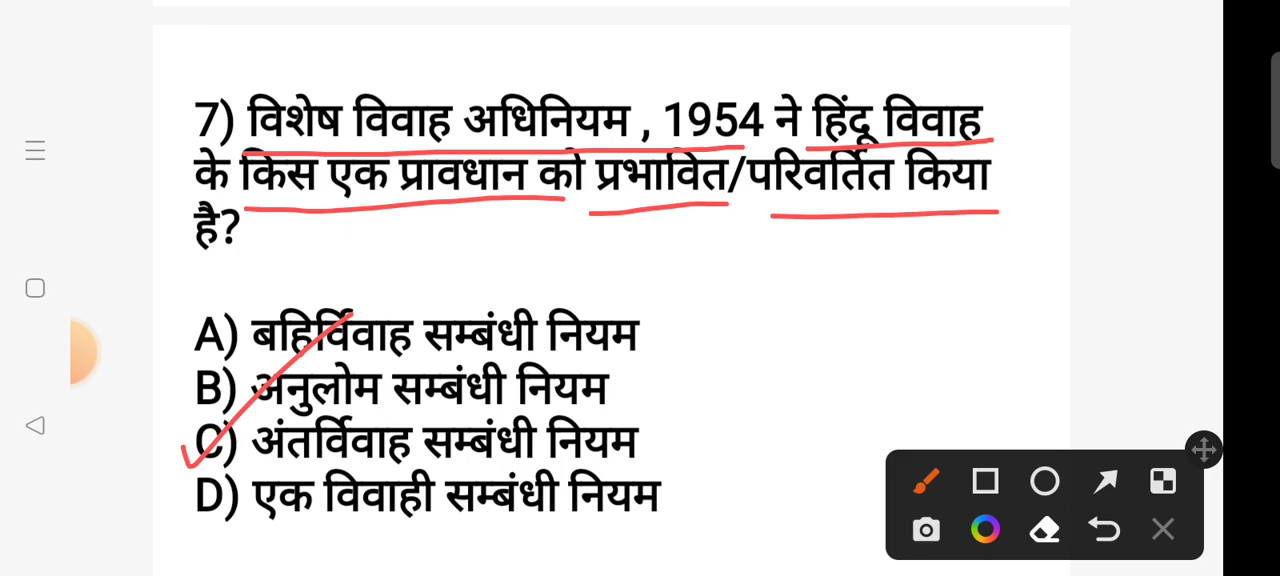 7) विशेष विवाह अधिनियम , 1954 ने हिंदू विवाह
के किस एक प्रावधान को प्रभावित/परिवर्तित किया
है?
A) बहिर्विवाह सम्बंधी नियम
B) अनुलोम सम्बंधी नियम
C) अंतर्विवाह सम्बंधी नियम
D) एक विवाही सम्बंधी नियम